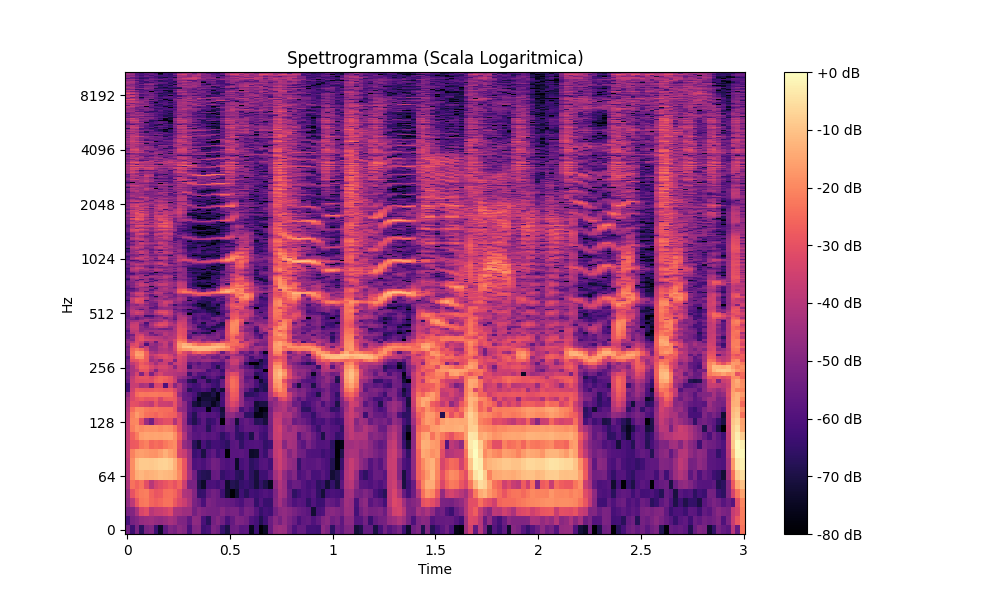 Spettrogramma (Scala Logaritmica)
Hz
8192
4096
2048
1024
512
256
128
64
0
0 0.5 1 1.5 2 2.5 3
Time
+0 dB
-10 dB
-20 dB
-30 dB
-40 dB
-50 dB
-60 dB
-70 dB
-80 dB